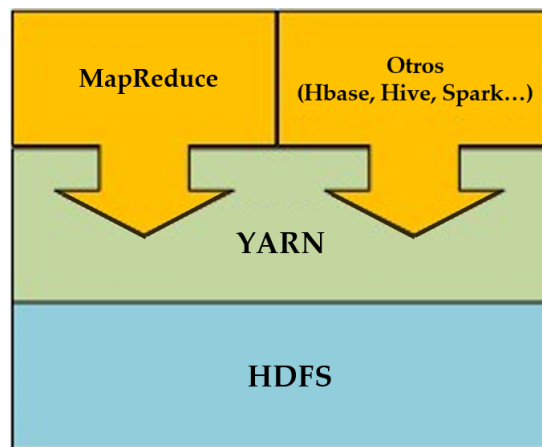 MapReduce
Otros
(Hbase, Hive, Spark...)
YARN
HDFS